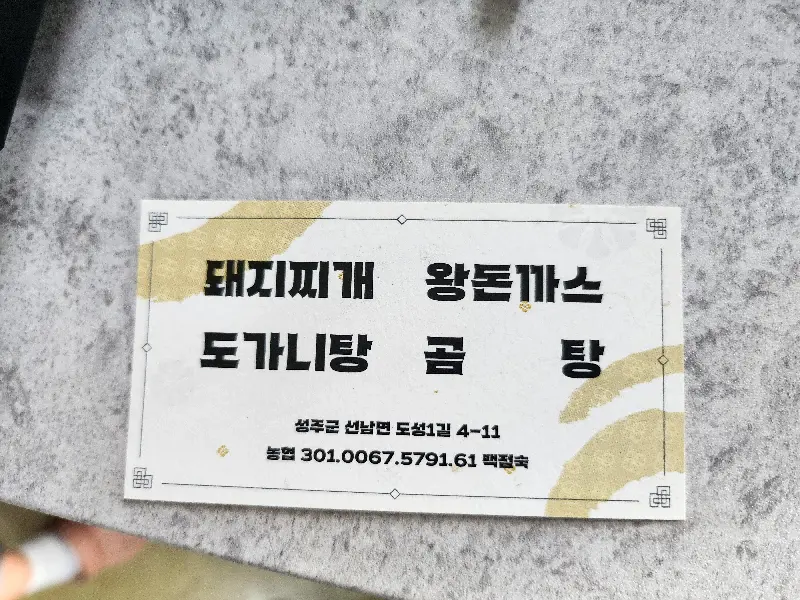 돼지찌개 왕돈까스
도가니탕 곰 탕
성주군 선남면 도성1길 4-11
농협 301.0067.5791.61 백점숙